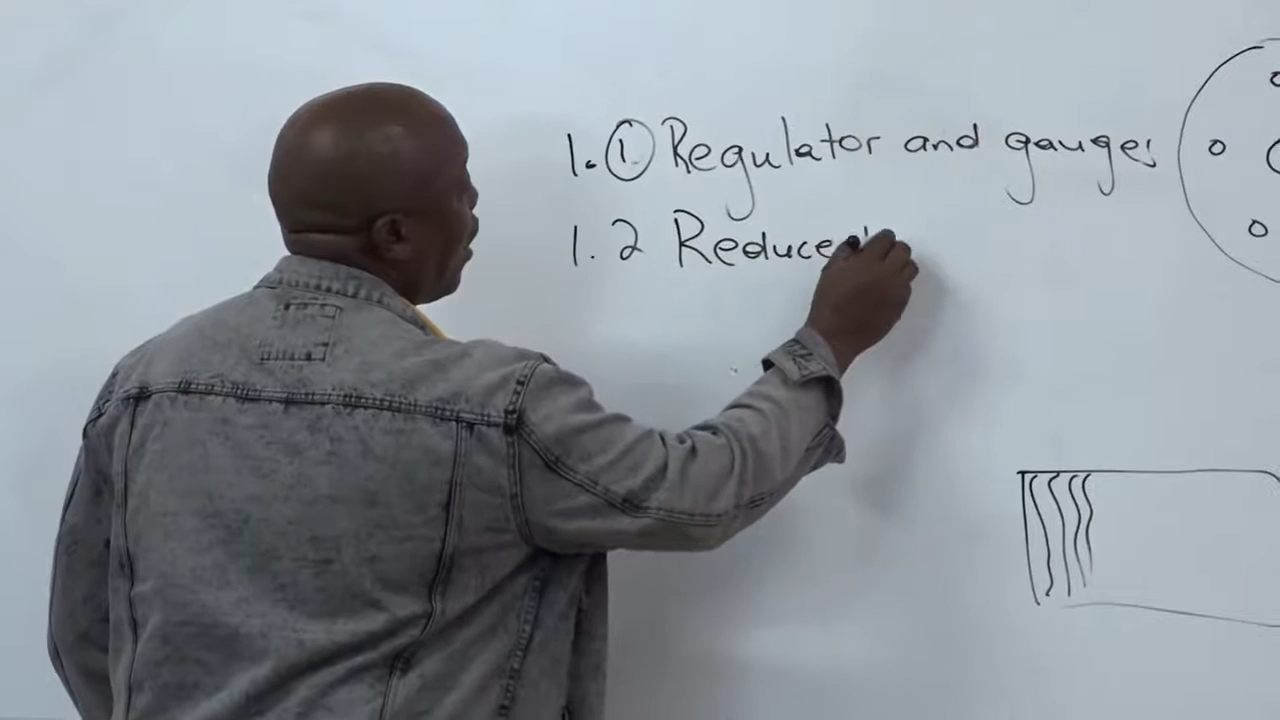 1.① Regulator and gauges
1.2 Reduce